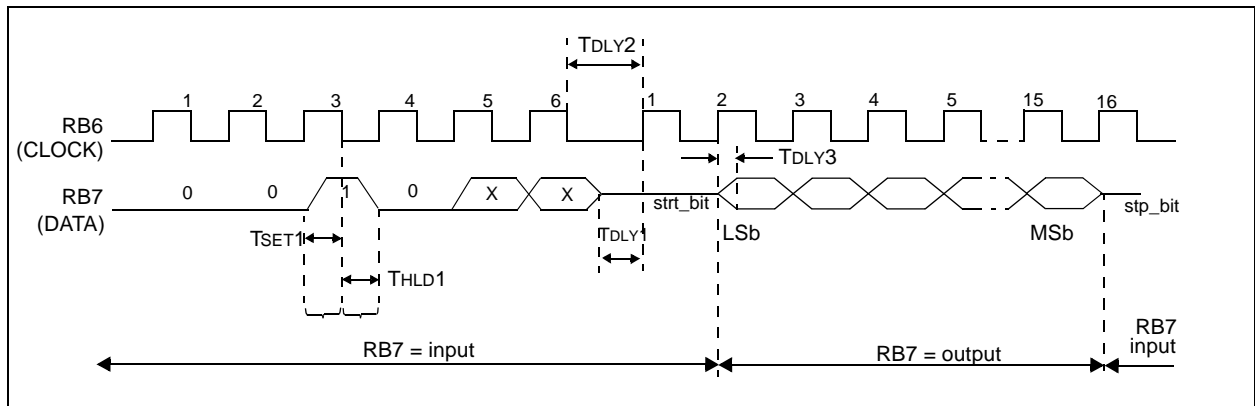 TDLY2
1 2 3 4 5 6 1 2 3 4 5 15 16
RB6
(CLOCK)
TDLY3
RB7
(DATA)
0 0 1 0 X X strt_bit stp_bit
TSET1 TDLY1 LSb MSb
THLD1
RB7 = input RB7 = output RB7
input